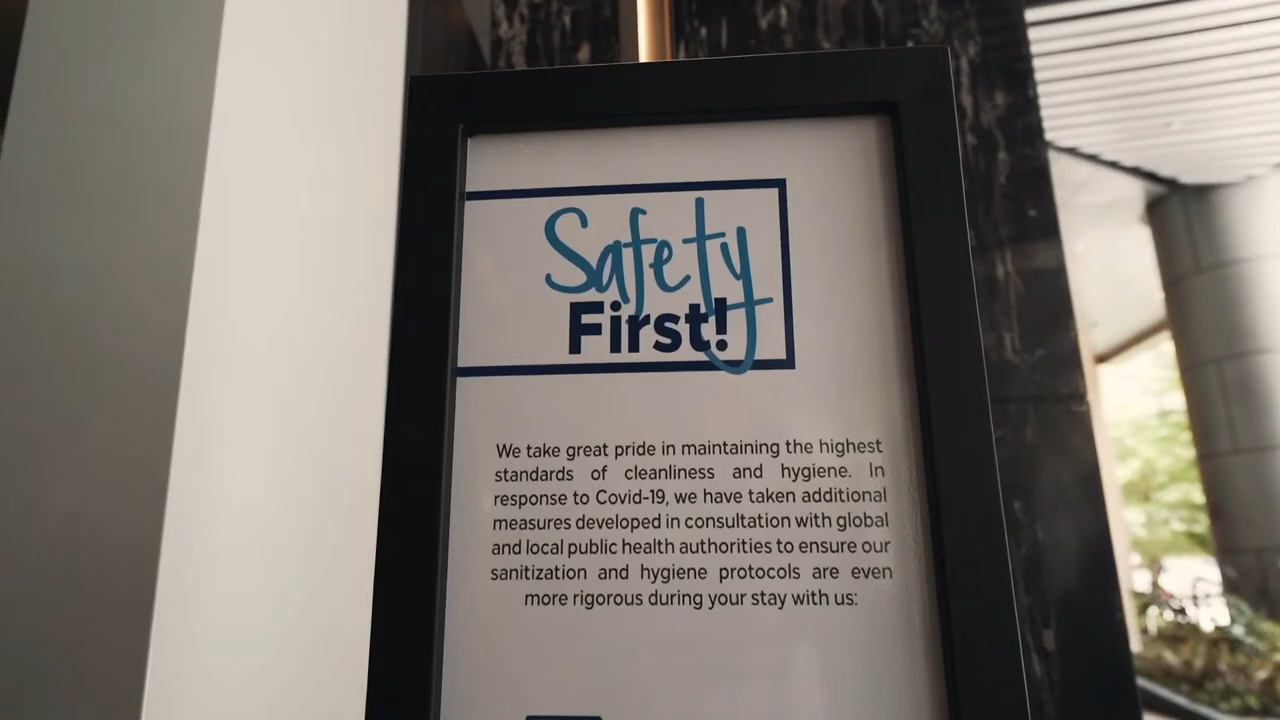 Safety
First!
We take great pride in maintaining the highest
standards of cleanliness and hygiene. In
response to Covid-19, we have taken additional
measures developed in consultation with global
and local public health authorities to ensure our
sanitization and hygiene protocols are even
more rigorous during your stay with us: